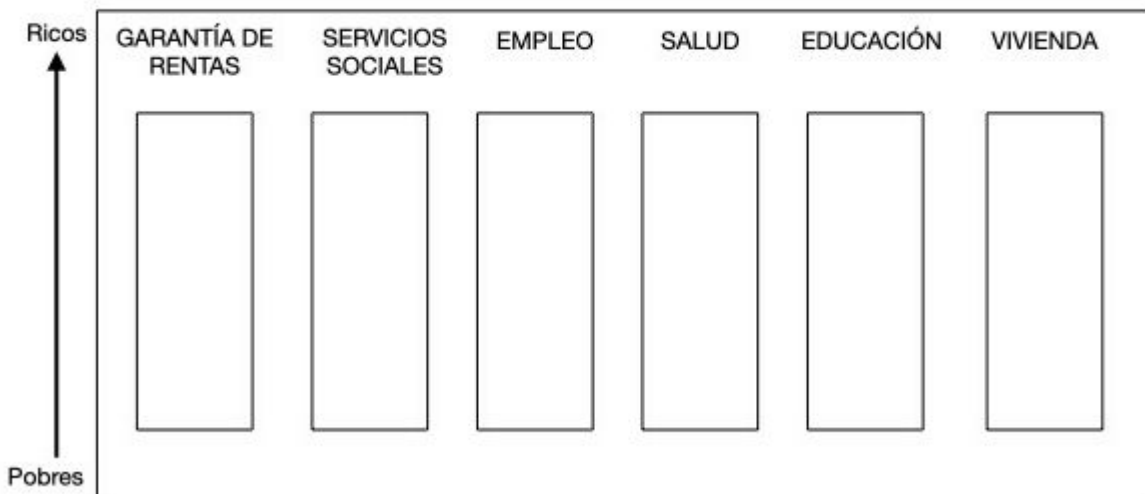 Ricos
GARANTÍA DE
RENTAS
SERVICIOS
SOCIALES
EMPLEO
SALUD
EDUCACIÓN
VIVIENDA
Pobres